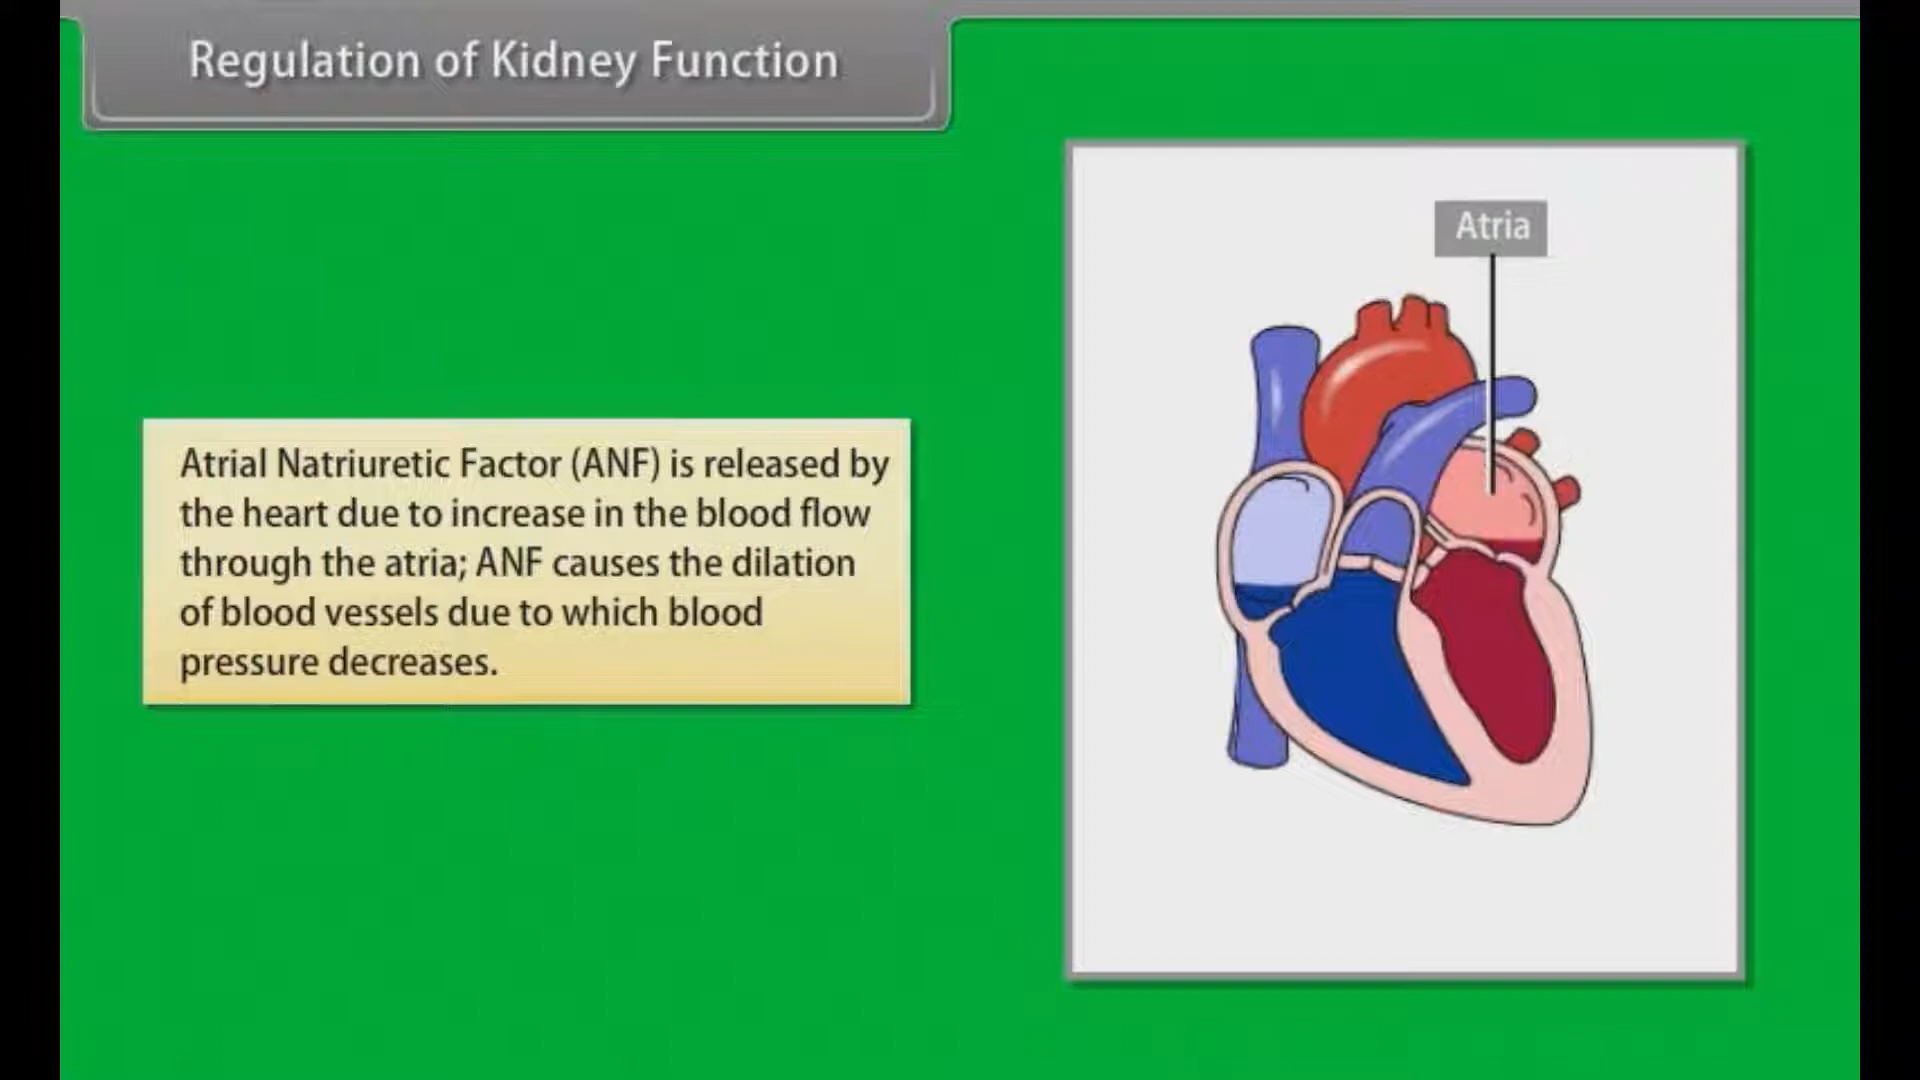 Regulation of Kidney Function
Atria
Atrial Natriuretic Factor (ANF) is released by
the heart due to increase in the blood flow
through the atria; ANF causes the dilation
of blood vessels due to which blood
pressure decreases.